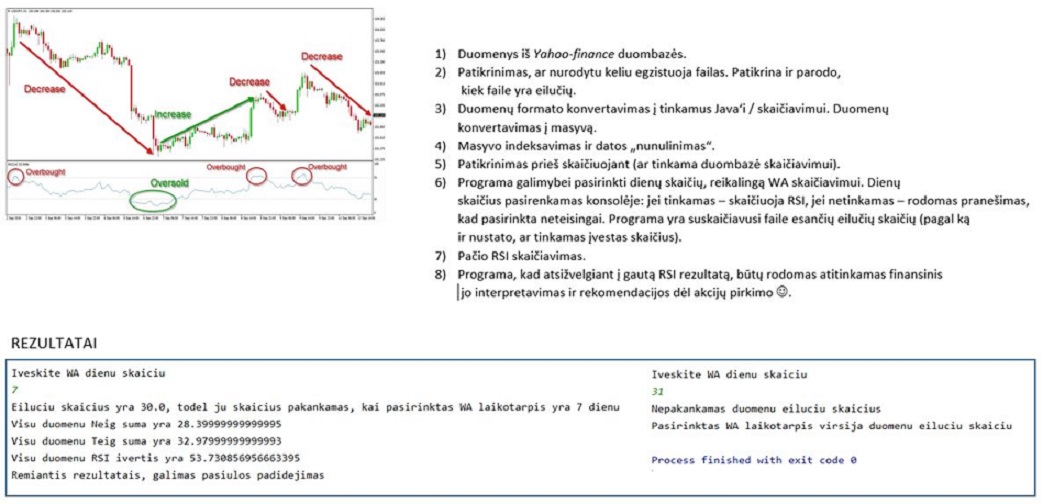 Decrease
Increase
Decrease
Decrease
Overbought
Oversold
Overbought
Overbought
1) Duomenys iš Yahoo-finance duombazės.
2) Patikrinimas, ar nurodytu keliu egzistuoja failas. Patikrina ir parodo,
kiek faile yra eilučių.
3) Duomenų formato konvertavimas į tinkamus Java'i / skaičiavimui. Duomenų
konvertavimas į masyvą.
4) Masyvo indeksavimas ir datos „nunulinimas“.
5) Patikrinimas prieš skaičiuojant (ar tinkama duombazė skaičiavimui).
6) Programa galimybei pasirinkti dienų skaičių, reikalingą WA skaičiavimui. Dienų
skaičius pasirenkamas konsolėje: jei tinkamas – skaičiuoja RSI, jei netinkamas – rodomas pranešimas,
kad pasirinkta neteisingai. Programa yra suskaičiavusi faile esančių eilučių skaičių (pagal ką
ir nustato, ar tinkamas įvestas skaičius).
7) Pačio RSI skaičiavimas.
8) Programa, kad atsižvelgiant į gautą RSI rezultatą, būtų rodomas atitinkamas finansinis
jo interpretavimas ir rekomendacijos dėl akcijų pirkimo ☺.
REZULTATAI
Iveskite WA dienu skaiciu
7
Eiluciu skaicius yra 30.0, todel ju skaicius pakankamas, kai pasirinktas WA laikotarpis yra 7 dienu
Visu duomenu Neig suma yra 28.39999999999995
Visu duomenu Teig suma yra 32.97999999999993
Visu duomenu RSI ivertis yra 53.730856956663395
Remiantis rezultatais, galimas pasiulos padidejimas
Iveskite WA dienu skaiciu
31
Nepakankamas duomenu eiluciu skaicius
Pasirinktas WA laikotarpis virsija duomenu eiluciu skaiciu
Process finished with exit code 0